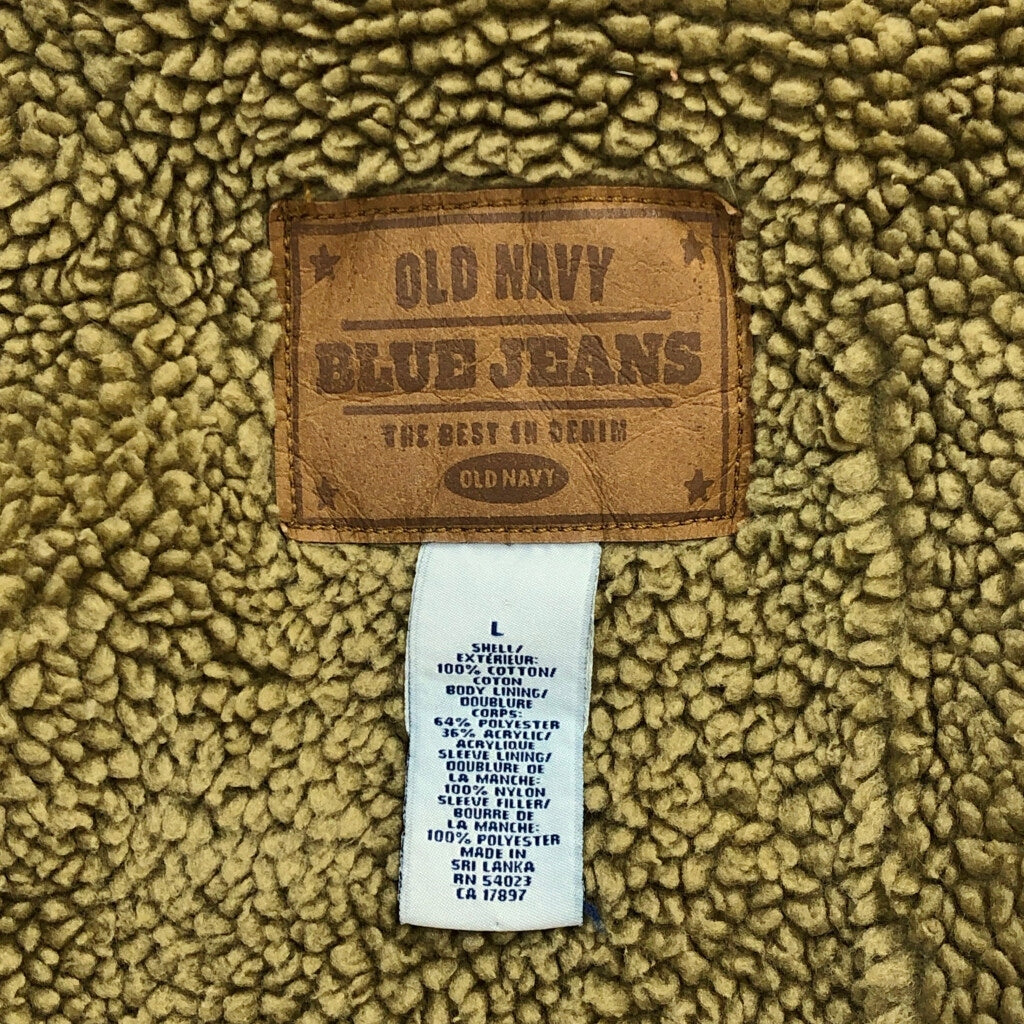 OLD NAVY
BLUE JEANS
THE BEST IN DENIM
OLD NAVY
L
SHELL/
EXTÉRIEUR:
100% COTTON/
COTON
BODY LINING/
DOUBLURE
CORPS:
64% POLYESTER
36% ACRYLIC/
ACRYLIQUE
SLEEVE LINING/
DOUBLURE DE
LA MANCHE:
100% NYLON
SLEEVE FILLER/
BOURRE DE
LA MANCHE:
100% POLYESTER
MADE IN
SRI LANKA
RN 54023
CA 17897